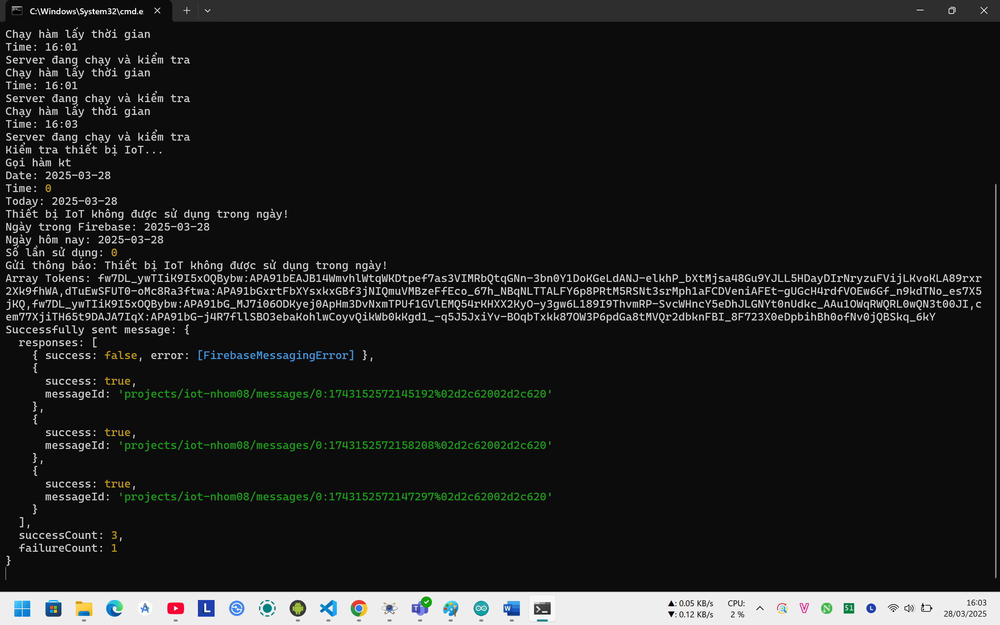 C:\Windows\System32\cmd.e
Chạy hàm lấy thời gian
Time: 16:01
Server đang chạy và kiểm tra
Chạy hàm lấy thời gian
Time: 16:01
Server đang chạy và kiểm tra
Chạy hàm lấy thời gian
Time: 16:03
Server đang chạy và kiểm tra
Kiểm tra thiết bị IoT...
Gọi hàm kt
Date: 2025-03-28
Time: 0
Today: 2025-03-28
Thiết bị IoT không được sử dụng trong ngày!
Ngày trong Firebase: 2025-03-28
Ngày hôm nay: 2025-03-28
Số lần sử dụng: 0
Gửi thông báo: Thiết bị IoT không được sử dụng trong ngày!
Array Tokens: fw7DL_ywTIiK9I5xOQBybw:APA91bEAJB14WmvhlWtqWKDtpef7as3VIMRbQtqGNn-3bn0Y1DoKGeLdANJ-elkhP_bXtMjsa48Gu9YJLL5HDayDIrNryzuFVijLKvoKLA89rxr
2Xk9fhWA,dTuEwSFUT0-oMc8Ra3ftwa:APA91bGxrtFbXYsxkxGBf3jNIQmuVMBzeFfEco_67h_NBqNLTTALFY6p8PRtM5RSNt3srMph1aFCDVeniAFEt-gUGcH4rdfVOEw6Gf_n9kdTNo_es7X5
jKQ,fw7DL_ywTIiK9I5xOQBybw:APA91bG_MJ7i06ODKyej0ApHm3DvNxmTPUf1GVlEMQ54rKHXX2KyO-y3gw6L189I9ThvmRP-SvcWHncY5eDhJLGNYt0nUdkc_AAu1OWqRWQRL0wQN3t00JI,c
em77XjiTH65t9DAJA7IqX:APA91bG-j4R7fllSBO3ebaKohlwCoyvQikWb0kKgd1_-q5J5JxiYv-BOqbTxkk87OW3P6pdGa8tMVQr2dbknFBI_8F723X0eDpbihBh0ofNv0jQBSkq_6kY
Successfully sent message: {
  responses: [
    { success: false, error: [FirebaseMessagingError] },
    {
      success: true,
      messageId: 'projects/iot-nhom08/messages/0:1743152572145192%02d2c62002d2c620'
    },
    {
      success: true,
      messageId: 'projects/iot-nhom08/messages/0:1743152572158208%02d2c62002d2c620'
    },
    {
      success: true,
      messageId: 'projects/iot-nhom08/messages/0:1743152572147297%02d2c62002d2c620'
    }
  ],
  successCount: 3,
  failureCount: 1
}
▲: 0.05 KB/s CPU: 16:03
▼: 0.12 KB/s 2 % 51 28/03/2025